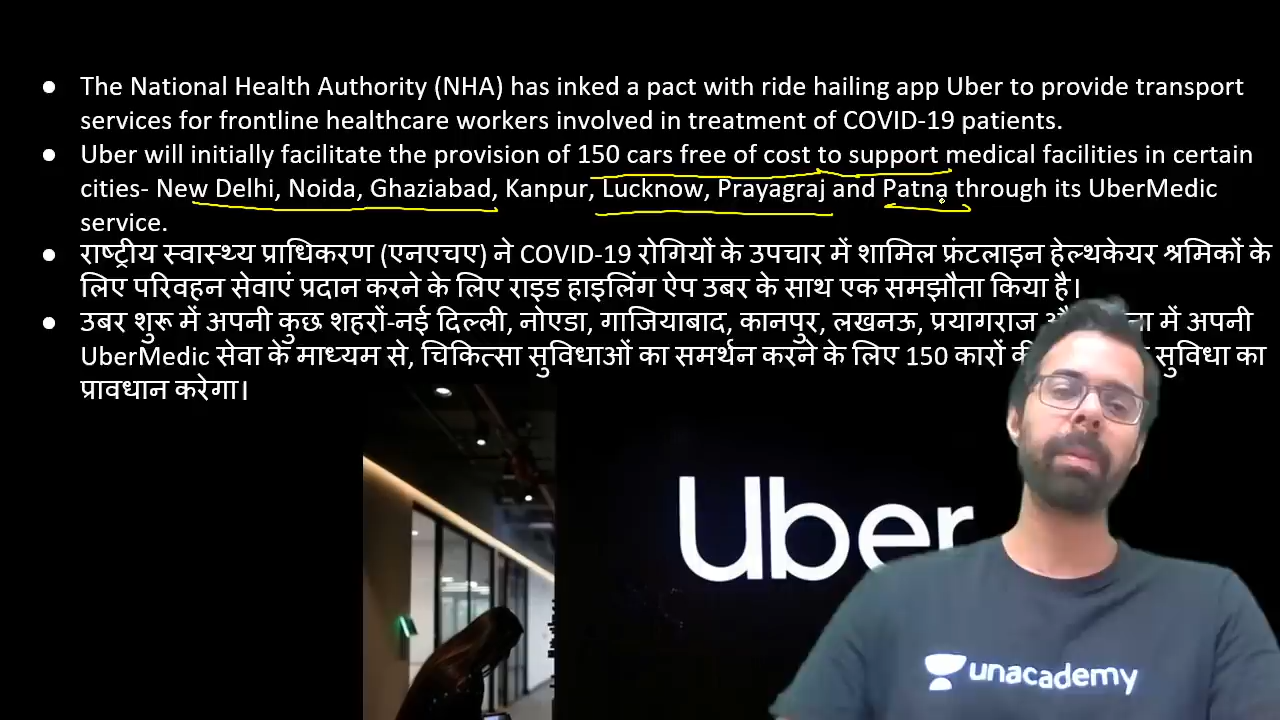 The National Health Authority (NHA) has inked a pact with ride hailing app Uber to provide transport
services for frontline healthcare workers involved in treatment of COVID-19 patients.
Uber will initially facilitate the provision of 150 cars free of cost to support medical facilities in certain
cities- New Delhi, Noida, Ghaziabad, Kanpur, Lucknow, Prayagraj and Patna through its UberMedic
service.
राष्ट्रीय स्वास्थ्य प्राधिकरण (एनएचए) ने COVID-19 रोगियों के उपचार में शामिल फ्रंटलाइन हेल्थकेयर श्रमिकों के
लिए परिवहन सेवाएं प्रदान करने के लिए राइड हाइलिंग ऐप उबर के साथ एक समझौता किया है।
उबर शुरू में अपनी कुछ शहरों-नई दिल्ली, नोएडा, गाजियाबाद, कानपुर, लखनऊ, प्रयागराज में अपनी
UberMedic सेवा के माध्यम से, चिकित्सा सुविधाओं का समर्थन करने के लिए 150 कारों सुविधा का
प्रावधान करेगा।
Uber
unacademy